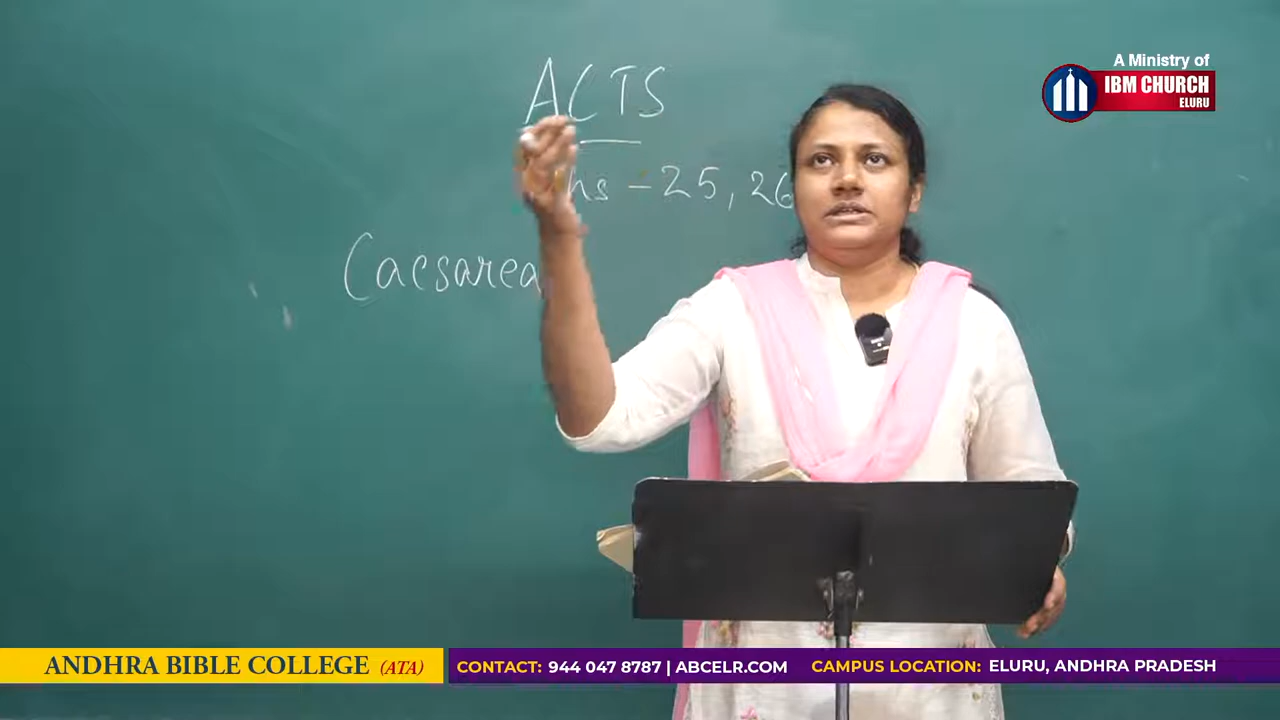 A Ministry of
IBM CHURCH
ELURU
ACTS
hs - 25, 26
Caesarea
ANDHRA BIBLE COLLEGE (ATA)
CONTACT: 944 047 8787 | ABCELR.COM CAMPUS LOCATION: ELURU, ANDHRA PRADESH